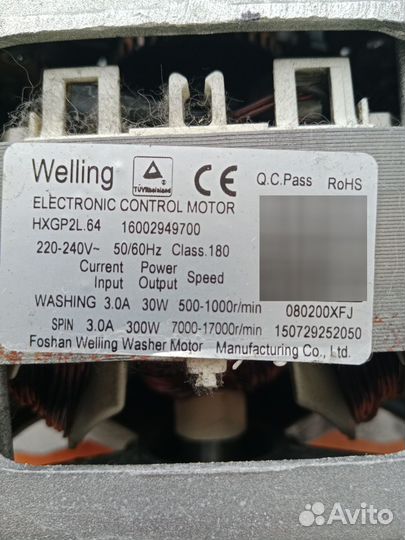 Welling TÜVRheinland CE Q.C.Pass RoHS
ELECTRONIC CONTROL MOTOR
HXGP2L.64 16002949700
220-240V~ 50/60Hz Class.180
Current Power Speed
Input Output
WASHING 3.0A 30W 500-1000r/min 080200XFJ
SPIN 3.0A 300W 7000-17000r/min 150729252050
Foshan Welling Washer Motor Manufacturing Co., Ltd.
Avito